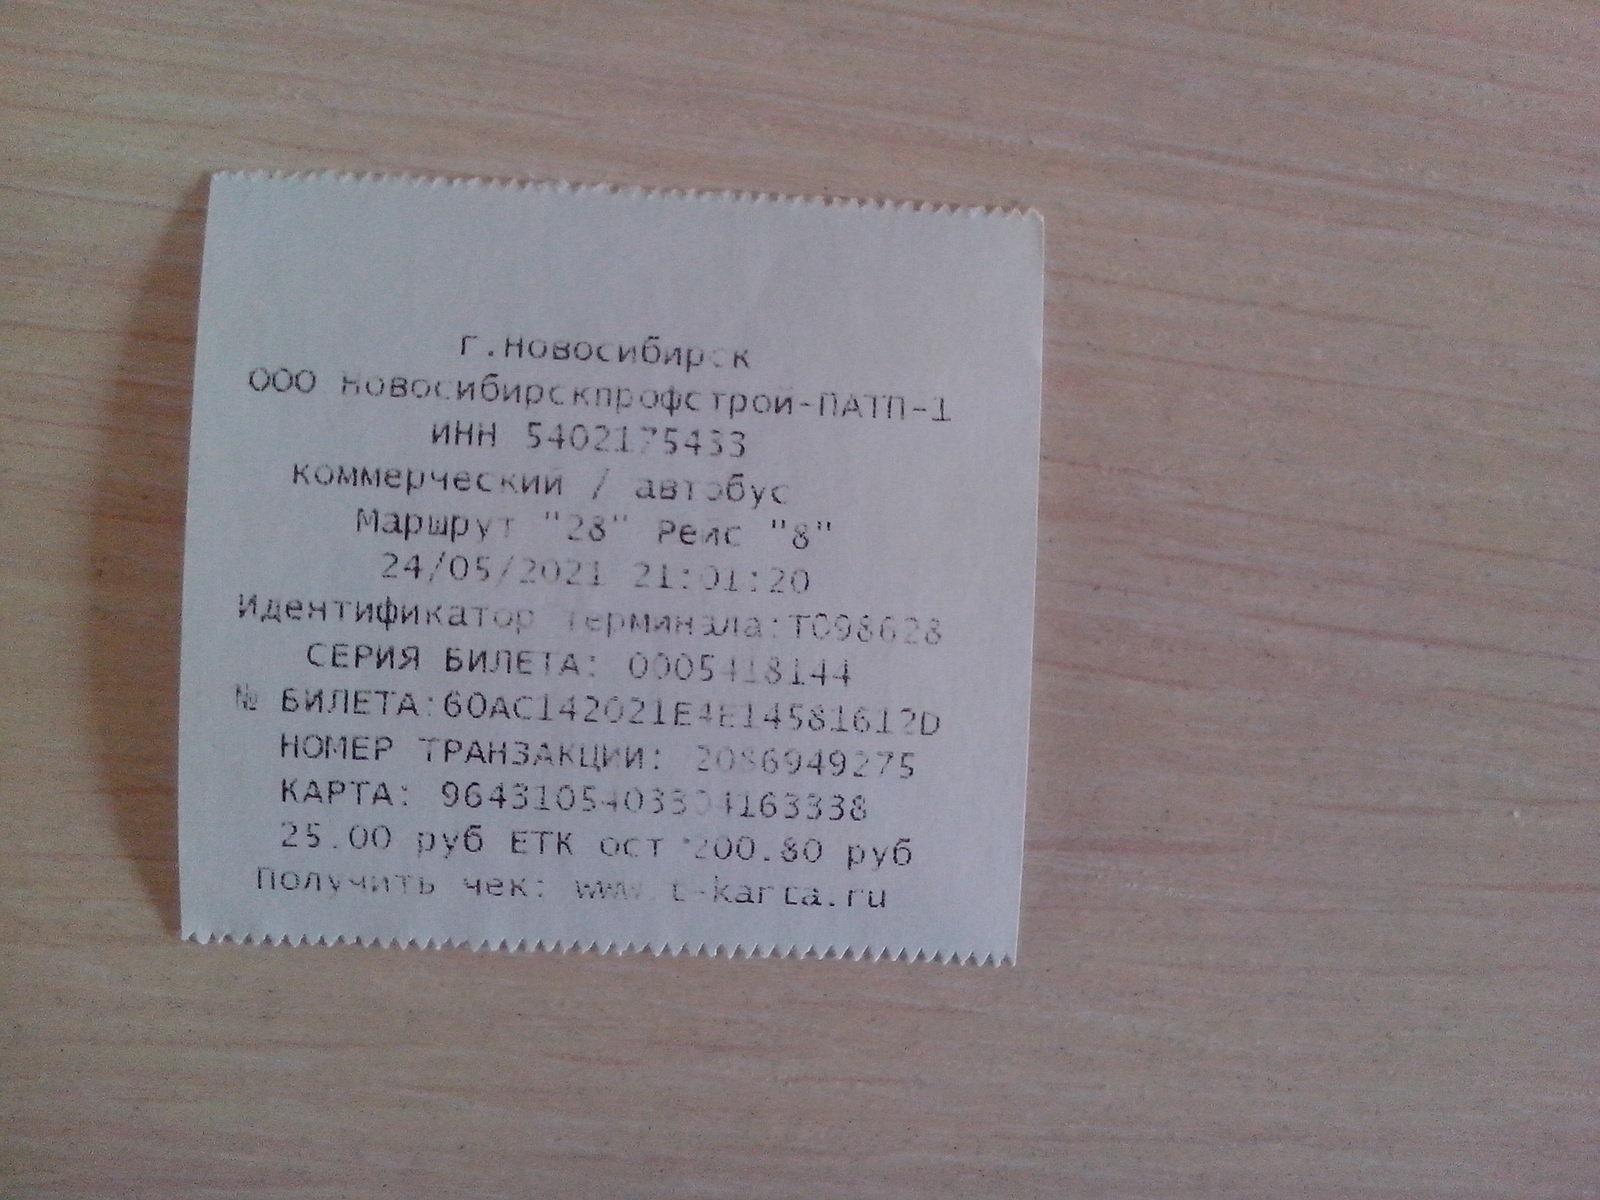 г.Новосибирск
ООО Новосибирскпрофстрой-ПАТП-1
ИНН 5402175433
коммерческий / автобус
Маршрут "28" Рейс "8"
24/05/2021 21:01:20
Идентификатор терминала:T098628
СЕРИЯ БИЛЕТА: 0005418144
№ БИЛЕТА:60AC142021E4E14581612D
НОМЕР ТРАНЗАКЦИИ: 2086949275
КАРТА:
25.00 руб ЕТК ост 200.80 руб
Получить чек: www.t-karta.ru